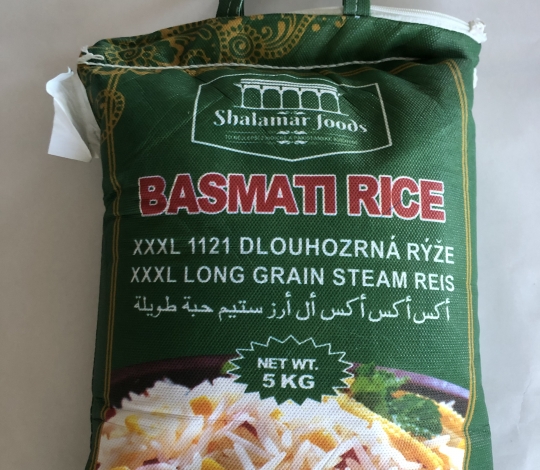 Shalamar foods
BASMATI RICE
XXXL 1121 DLOUHOZRNÁ RÝŽE
XXXL LONG GRAIN STEAM REIS
أكس أكس أكس أل أرز ستيم حبة طويلة
NET WT.
5 KG